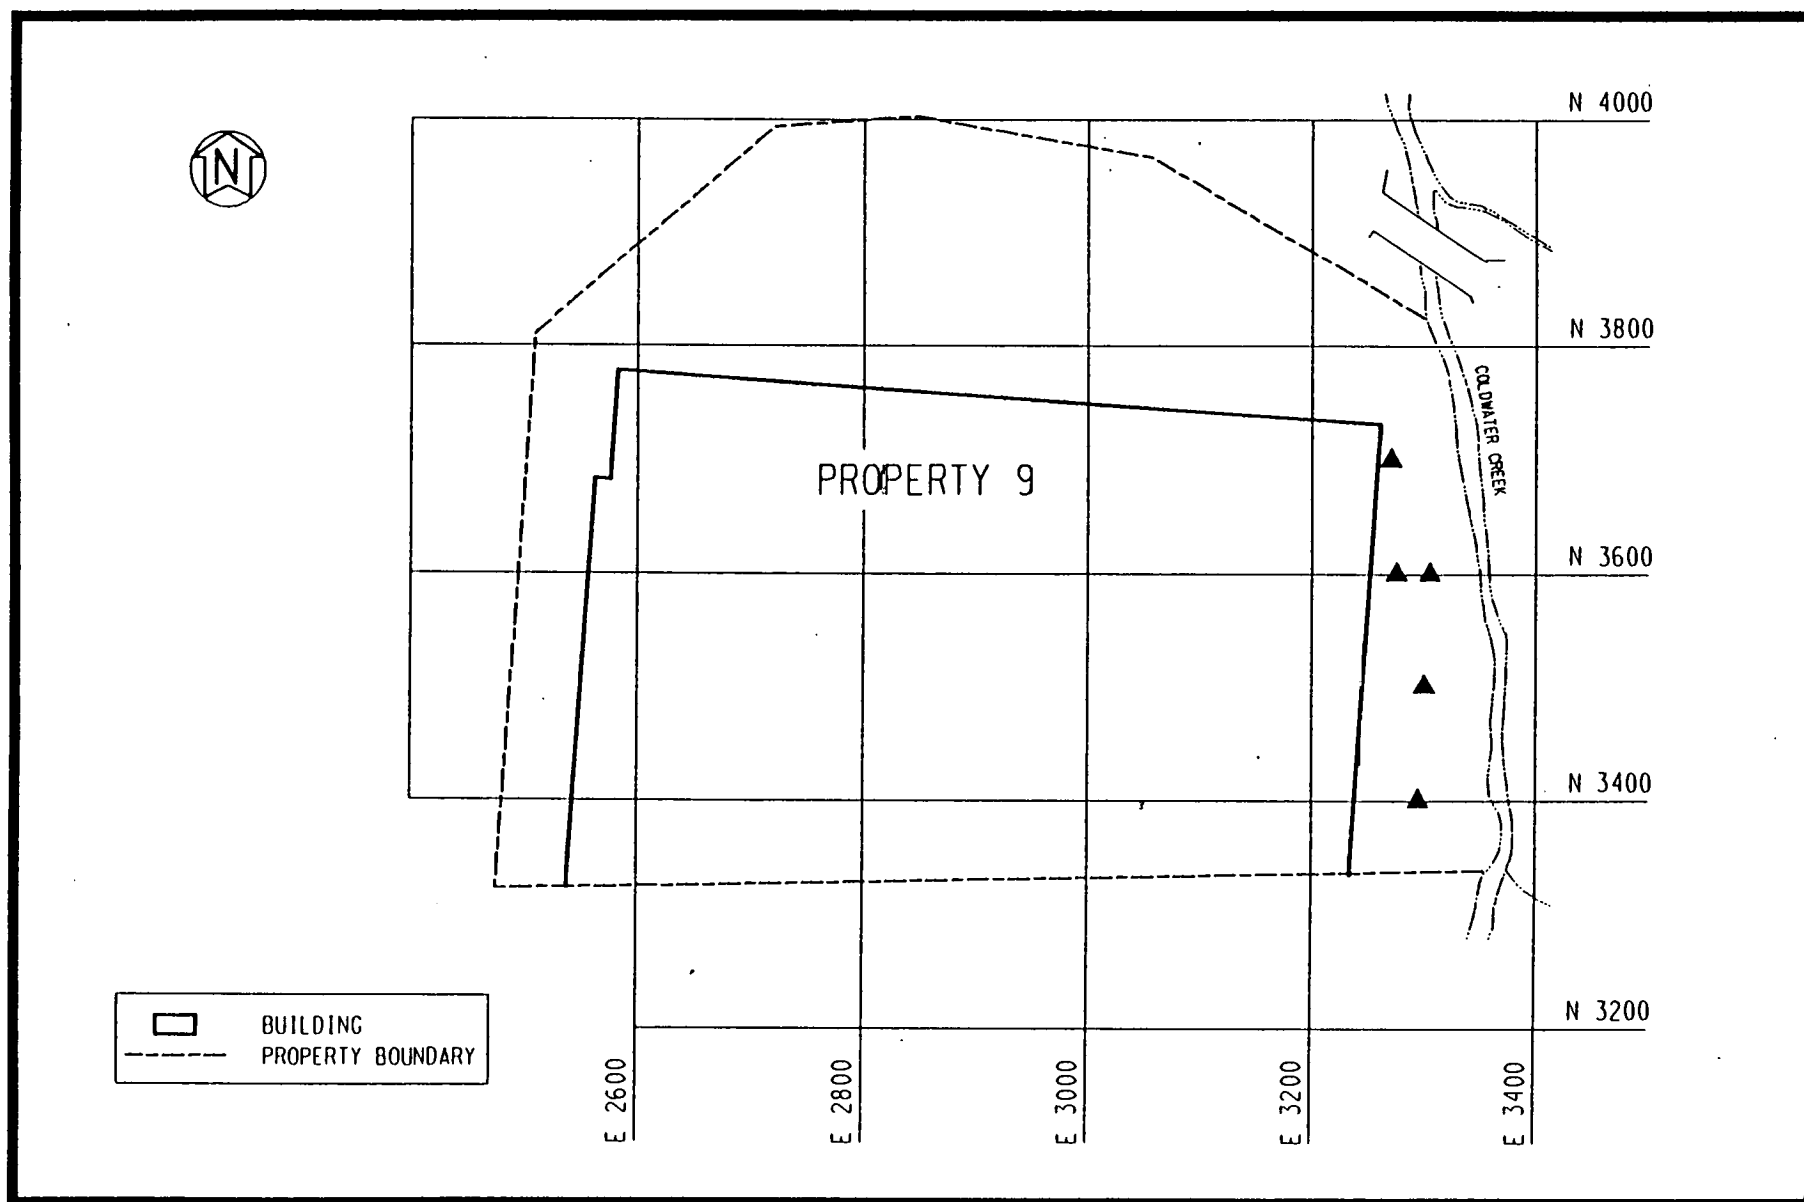 N 4000
N
N 3800
COLDWATER CREEK
PROPERTY 9
N 3600
N 3400
N 3200
BUILDING
PROPERTY BOUNDARY
E 2600
E 2800
E 3000
E 3200
E 3400